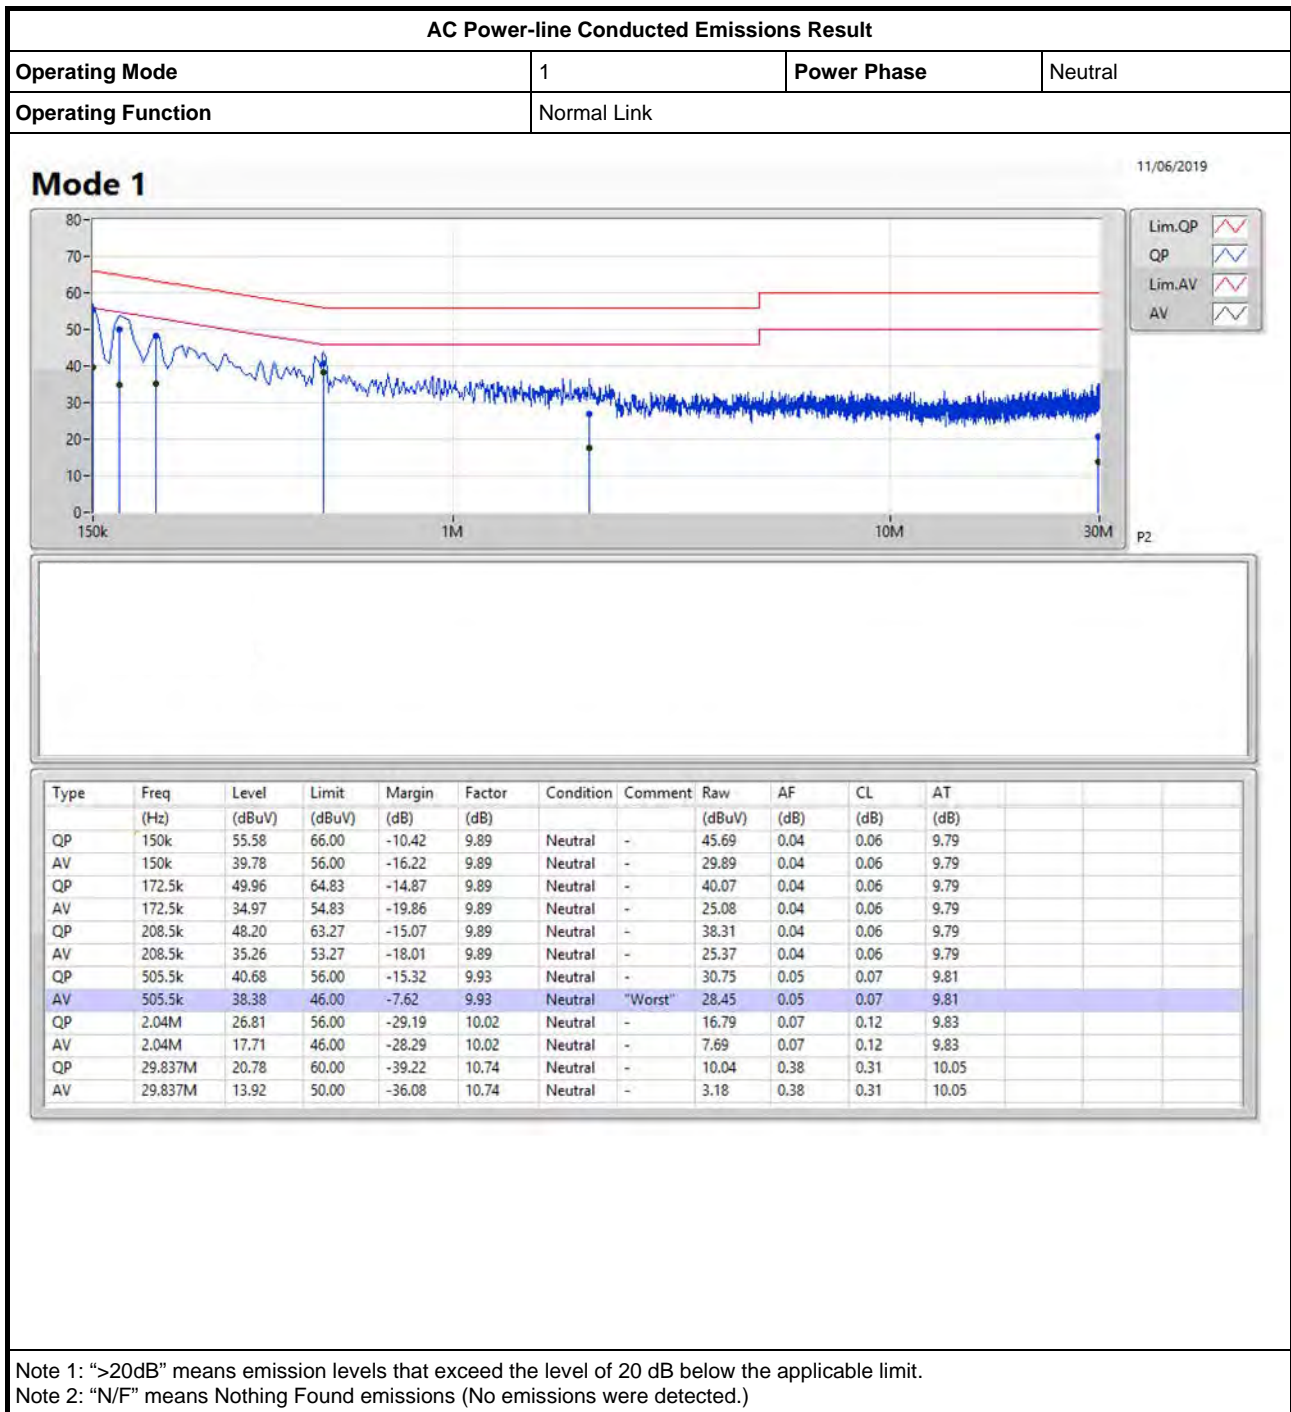 AC Power-line Conducted Emissions Result
Operating Mode 1 Power Phase Neutral
Operating Function Normal Link
11/06/2019
Mode 1
80
70
60
50
40
30
20
10
0
150k 1M 10M 30M
Lim.QP
QP
Lim.AV
AV
P2
Type Freq Level Limit Margin Factor Condition Comment Raw AF CL AT
(Hz) (dBuV) (dBuV) (dB) (dB) (dBuV) (dB) (dB) (dB)
QP 150k 55.58 66.00 -10.42 9.89 Neutral - 45.69 0.04 0.06 9.79
AV 150k 39.78 56.00 -16.22 9.89 Neutral - 29.89 0.04 0.06 9.79
QP 172.5k 49.96 64.83 -14.87 9.89 Neutral - 40.07 0.04 0.06 9.79
AV 172.5k 34.97 54.83 -19.86 9.89 Neutral - 25.08 0.04 0.06 9.79
QP 208.5k 48.20 63.27 -15.07 9.89 Neutral - 38.31 0.04 0.06 9.79
AV 208.5k 35.26 53.27 -18.01 9.89 Neutral - 25.37 0.04 0.06 9.79
QP 505.5k 40.68 56.00 -15.32 9.93 Neutral - 30.75 0.05 0.07 9.81
AV 505.5k 38.38 46.00 -7.62 9.93 Neutral "Worst" 28.45 0.05 0.07 9.81
QP 2.04M 26.81 56.00 -29.19 10.02 Neutral - 16.79 0.07 0.12 9.83
AV 2.04M 17.71 46.00 -28.29 10.02 Neutral - 7.69 0.07 0.12 9.83
QP 29.837M 20.78 60.00 -39.22 10.74 Neutral - 10.04 0.38 0.31 10.05
AV 29.837M 13.92 50.00 -36.08 10.74 Neutral - 3.18 0.38 0.31 10.05
Note 1: “>20dB” means emission levels that exceed the level of 20 dB below the applicable limit.
Note 2: “N/F” means Nothing Found emissions (No emissions were detected.)